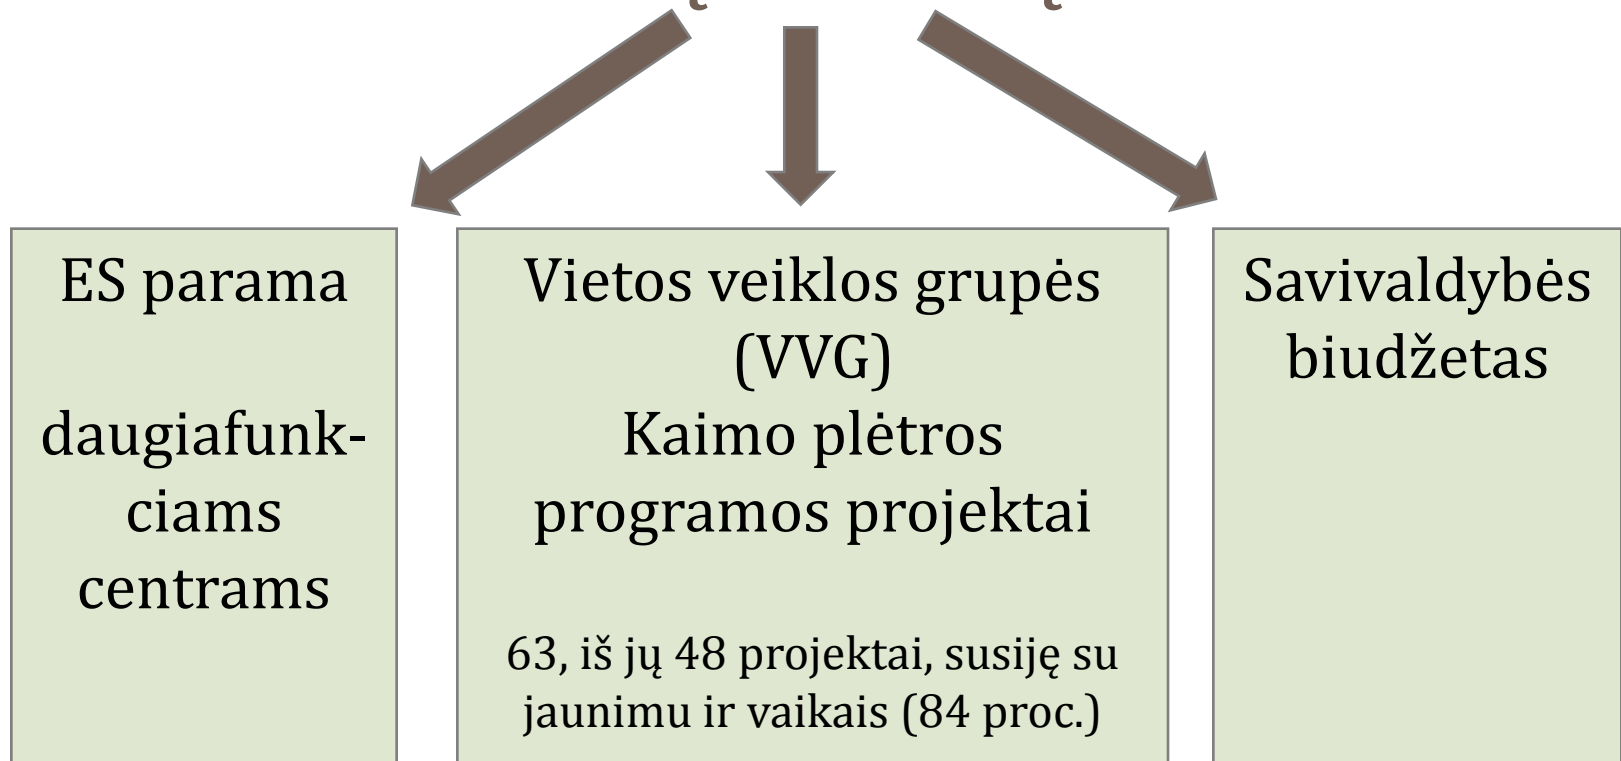 ES parama
daugiafunk-
ciams
centrams
Vietos veiklos grupės
(VVG)
Kaimo plėtros
programos projektai
63, iš jų 48 projektai, susiję su
jaunimu ir vaikais (84 proc.)
Savivaldybės
biudžetas